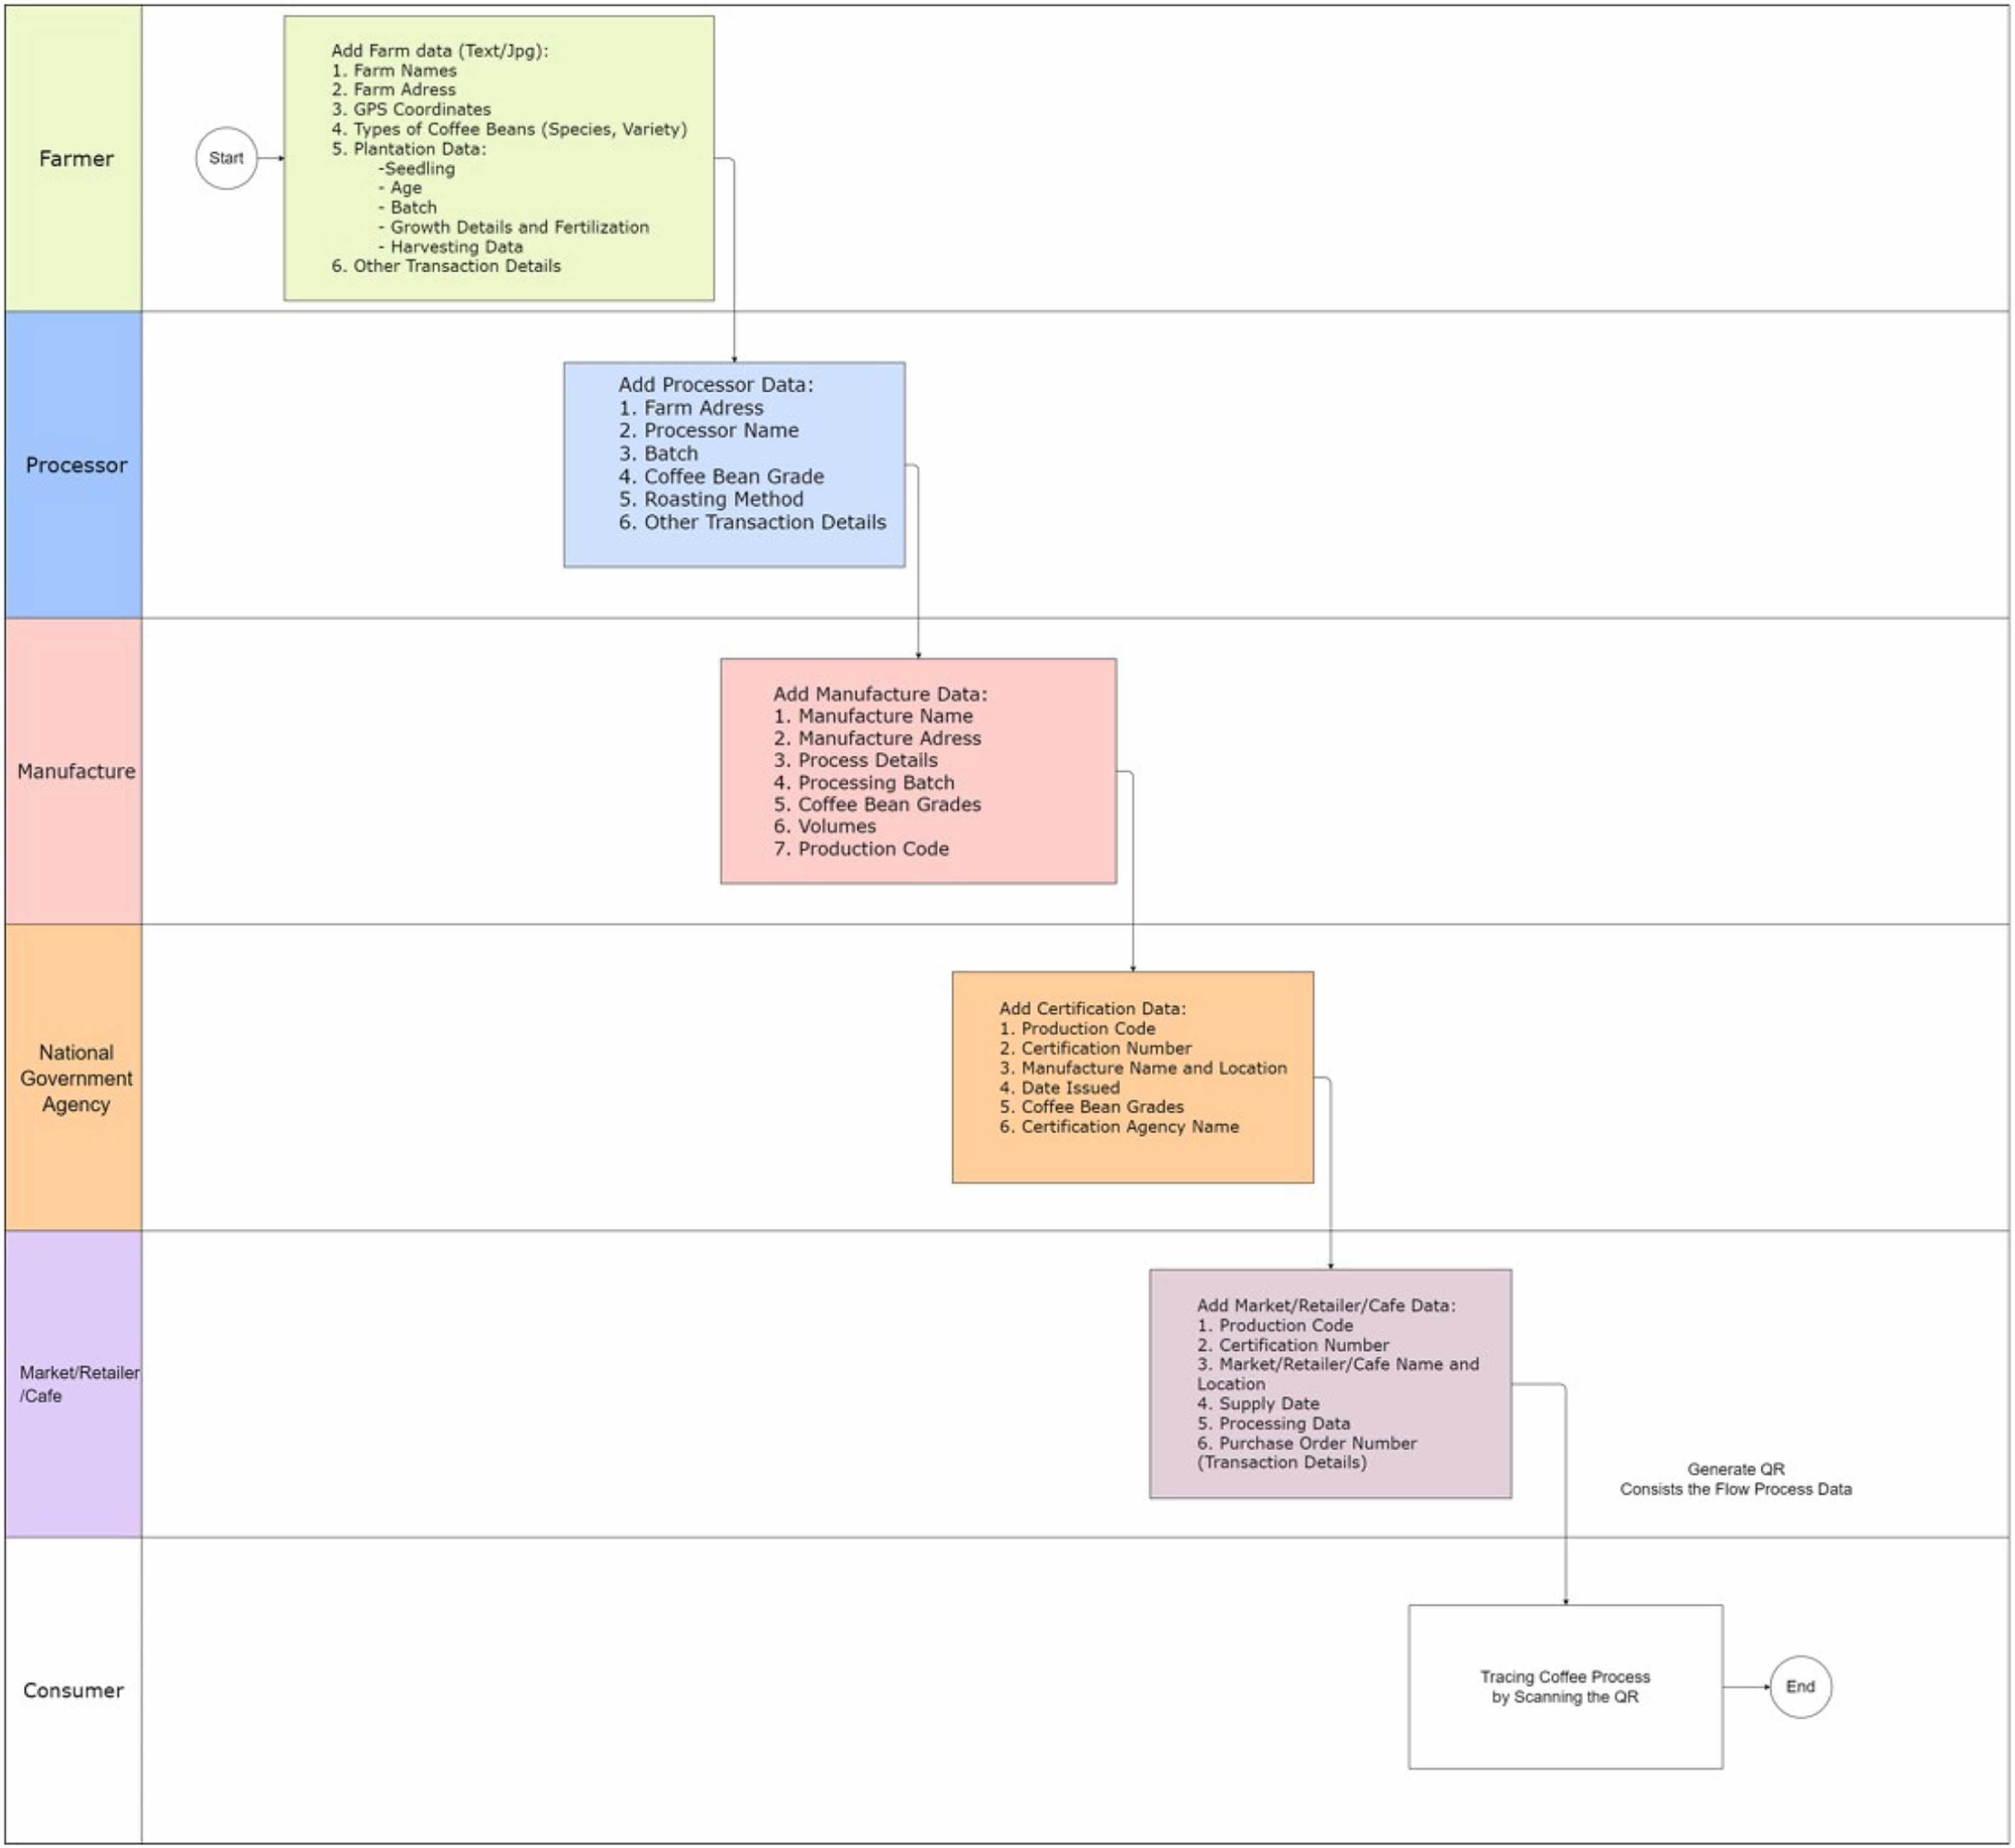 Farmer
Start
Add Farm data (Text/Jpg):
1. Farm Names
2. Farm Adress
3. GPS Coordinates
4. Types of Coffee Beans (Species, Variety)
5. Plantation Data:
-Seedling
- Age
- Batch
- Growth Details and Fertilization
- Harvesting Data
6. Other Transaction Details
Processor
Add Processor Data:
1. Farm Adress
2. Processor Name
3. Batch
4. Coffee Bean Grade
5. Roasting Method
6. Other Transaction Details
Manufacture
Add Manufacture Data:
1. Manufacture Name
2. Manufacture Adress
3. Process Details
4. Processing Batch
5. Coffee Bean Grades
6. Volumes
7. Production Code
National
Government
Agency
Add Certification Data:
1. Production Code
2. Certification Number
3. Manufacture Name and Location
4. Date Issued
5. Coffee Bean Grades
6. Certification Agency Name
Market/Retailer
/Cafe
Add Market/Retailer/Cafe Data:
1. Production Code
2. Certification Number
3. Market/Retailer/Cafe Name and
Location
4. Supply Date
5. Processing Data
6. Purchase Order Number
(Transaction Details)
Generate QR
Consists the Flow Process Data
Consumer
Tracing Coffee Process
by Scanning the QR
End